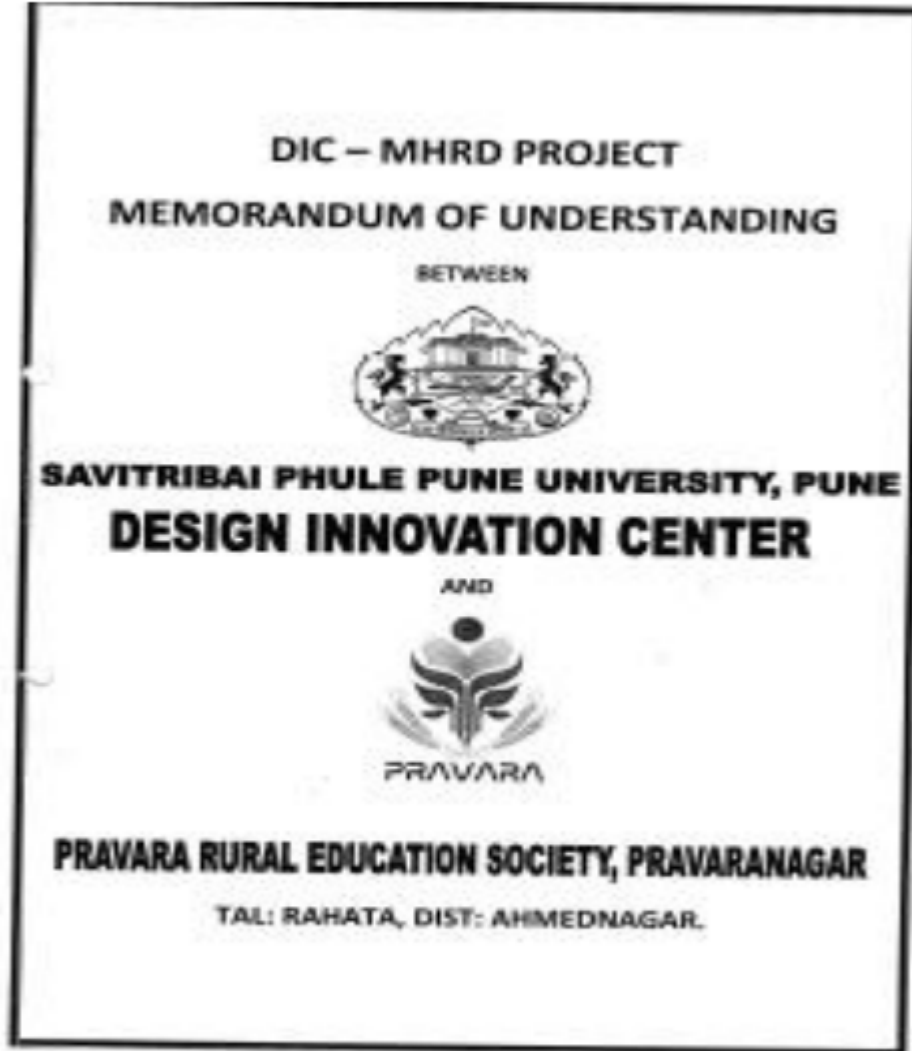 DIC – MHRD PROJECT
MEMORANDUM OF UNDERSTANDING
BETWEEN
SAVITRIBAI PHULE PUNE UNIVERSITY, PUNE
DESIGN INNOVATION CENTER
AND
PRAVARA
PRAVARA RURAL EDUCATION SOCIETY, PRAVARANAGAR
TAL: RAHATA, DIST: AHMEDNAGAR.